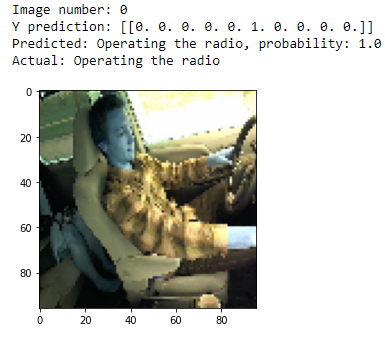 Image number: 0
Y prediction: [[0. 0. 0. 0. 0. 1. 0. 0. 0. 0.]]
Predicted: Operating the radio, probability: 1.0
Actual: Operating the radio
0
20
40
60
80
0 20 40 60 80